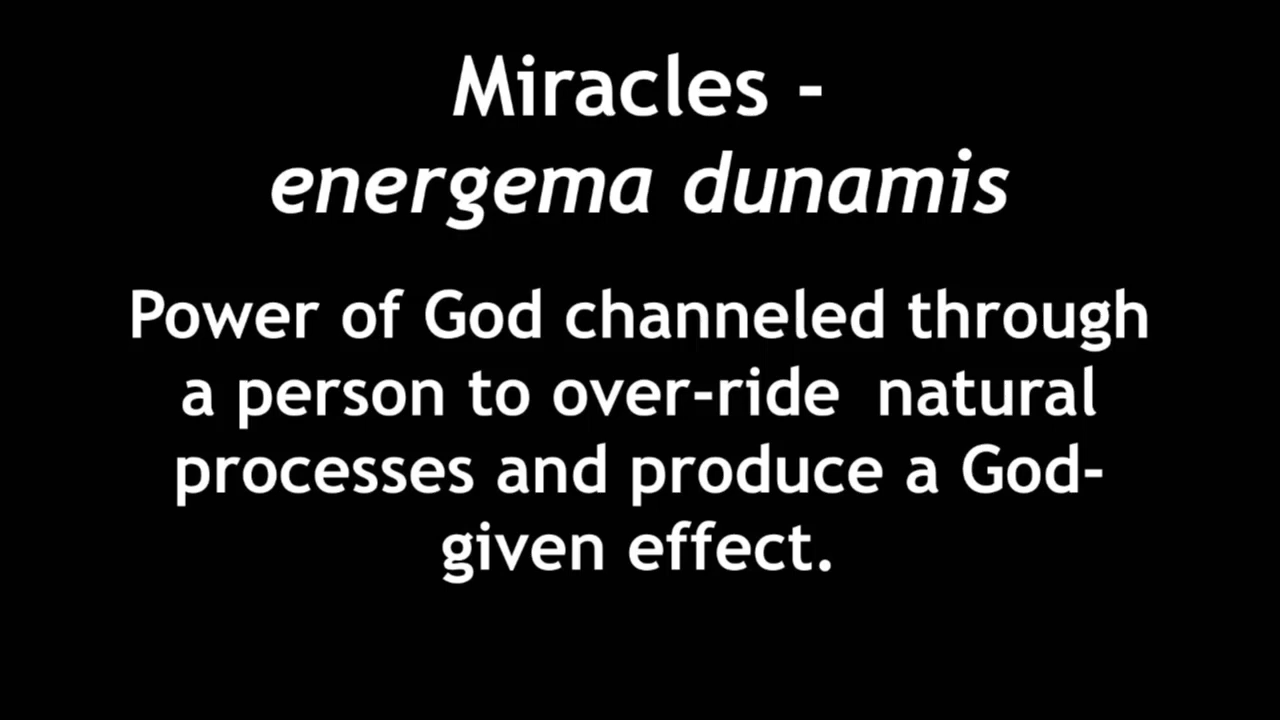 Miracles -
energema dunamis
Power of God channeled through
a person to over-ride  natural
processes and produce a God-
given effect.